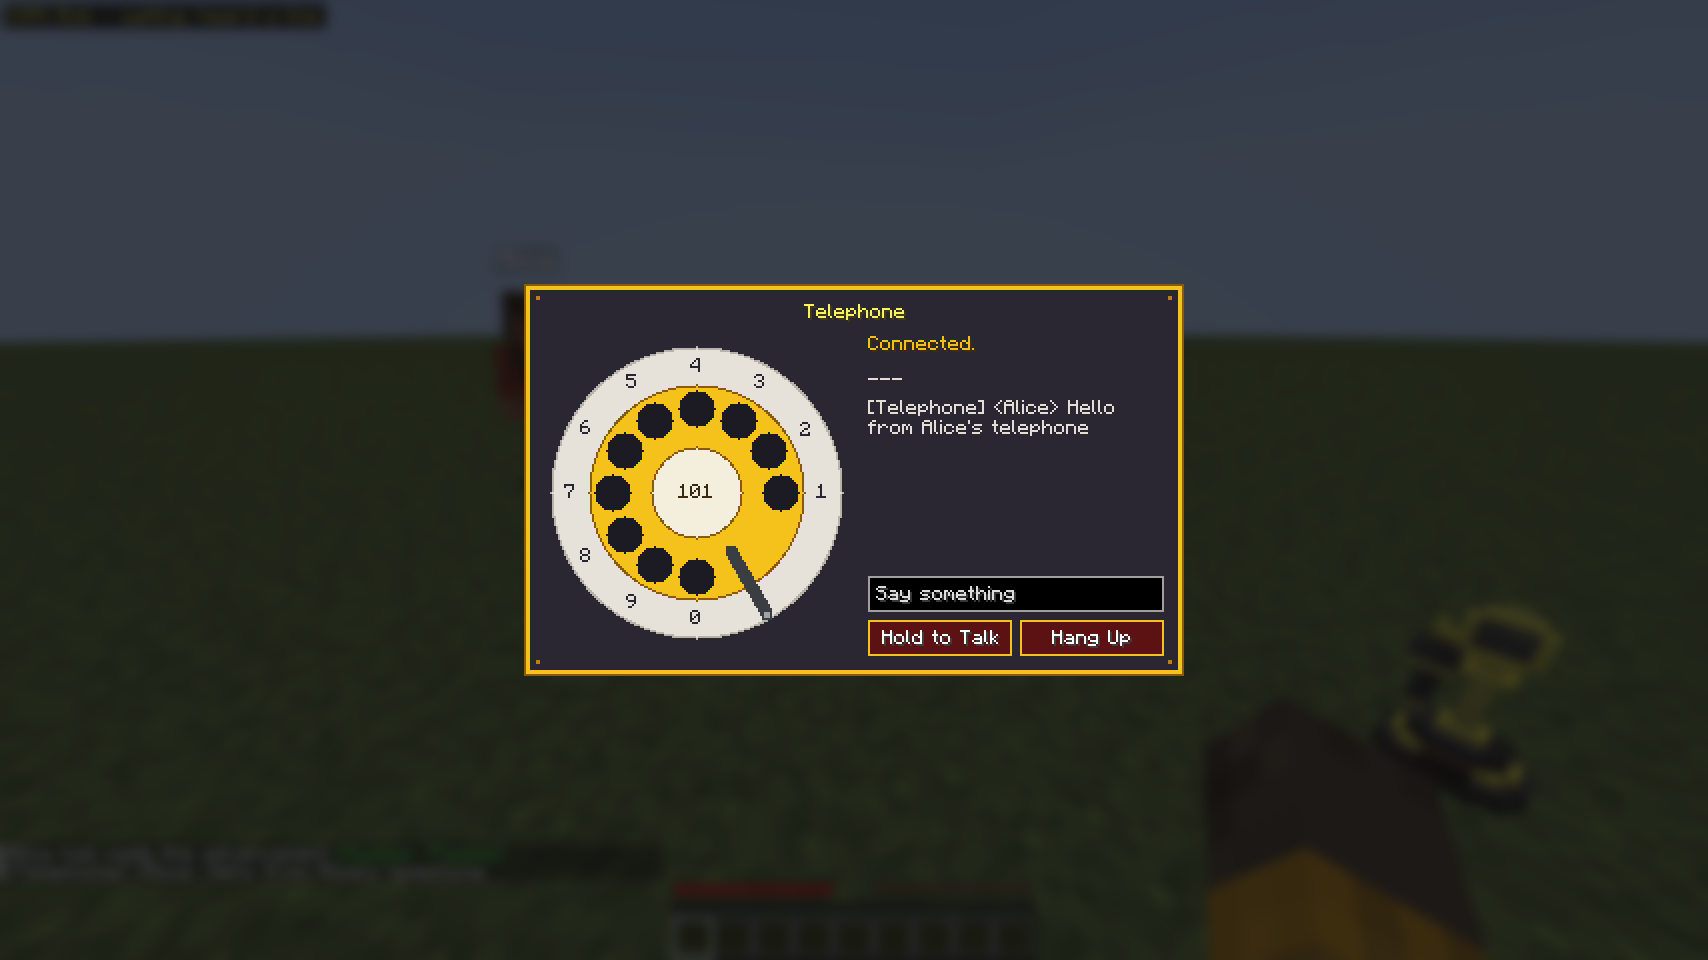 Telephone
Connected.
___
[Telephone] <Alice> Hello
from Alice's telephone
4
5
3
6
2
7
101
1
8
9
0
Say something
Hold to Talk
Hang Up